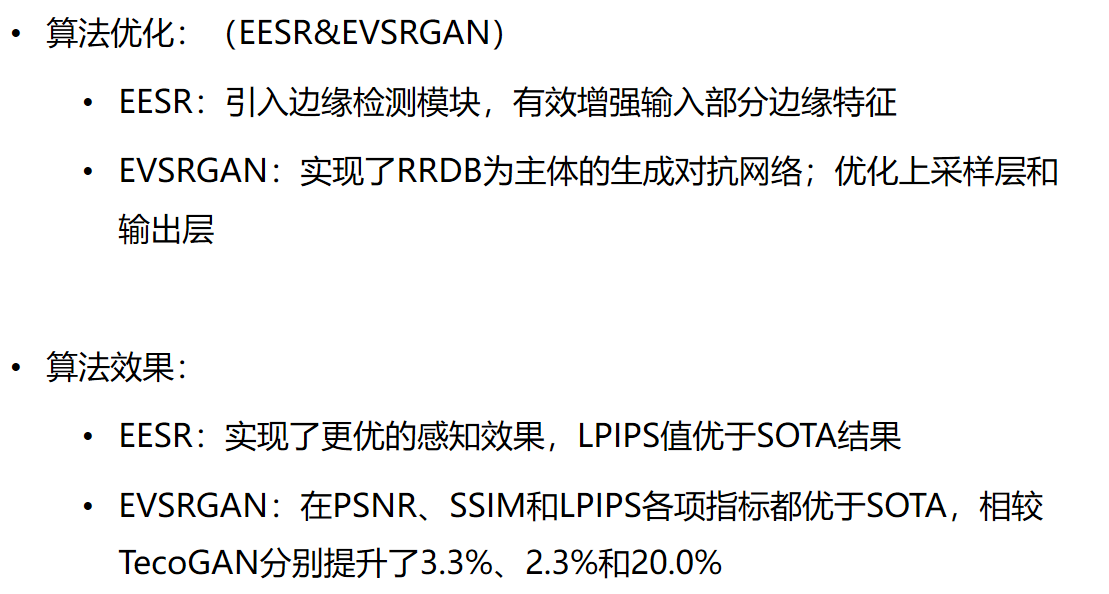 • 算法优化：（EESR&EVSRGAN）
• EESR：引入边缘检测模块，有效增强输入部分边缘特征
• EVSRGAN：实现了RRDB为主体的生成对抗网络；优化上采样层和
输出层
• 算法效果：
• EESR：实现了更优的感知效果，LPIPS值优于SOTA结果
• EVSRGAN：在PSNR、SSIM和LPIPS各项指标都优于SOTA，相较
TecoGAN分别提升了3.3%、2.3%和20.0%